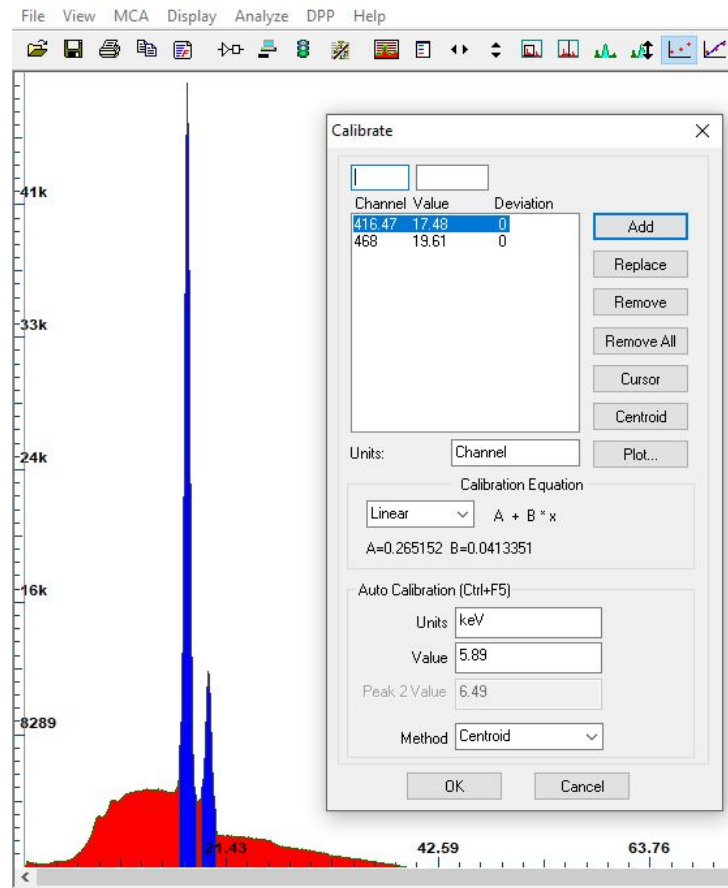 File View MCA Display Analyze DPP Help
41k
33k
24k
16k
8289
21.43 42.59 63.76
Calibrate
Channel Value Deviation
416.47 17.48 0
468 19.61 0
Add
Replace
Remove
Remove All
Cursor
Centroid
Units: Channel Plot...
Calibration Equation
Linear A + B * x
A=0.265152 B=0.0413351
Auto Calibration (Ctrl+F5)
Units keV
Value 5.89
Peak 2 Value 6.49
Method Centroid
OK Cancel